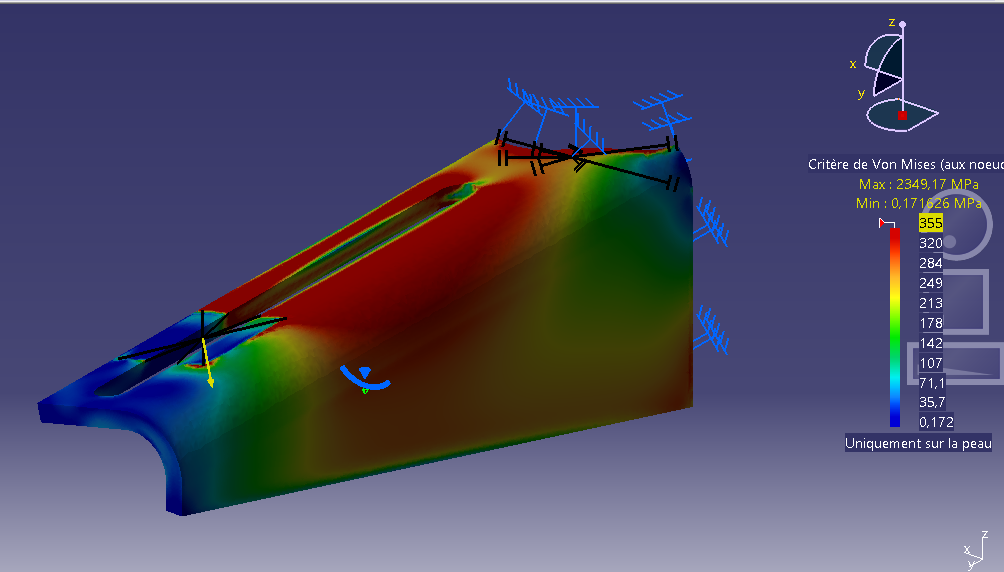 z
x
y
Critère de Von Mises (aux noeu
Max : 2349,17 MPa
Min : 0,171626 MPa
355
320
284
249
213
178
142
107
71,1
35,7
0,172
Uniquement sur la peau
z
x
y